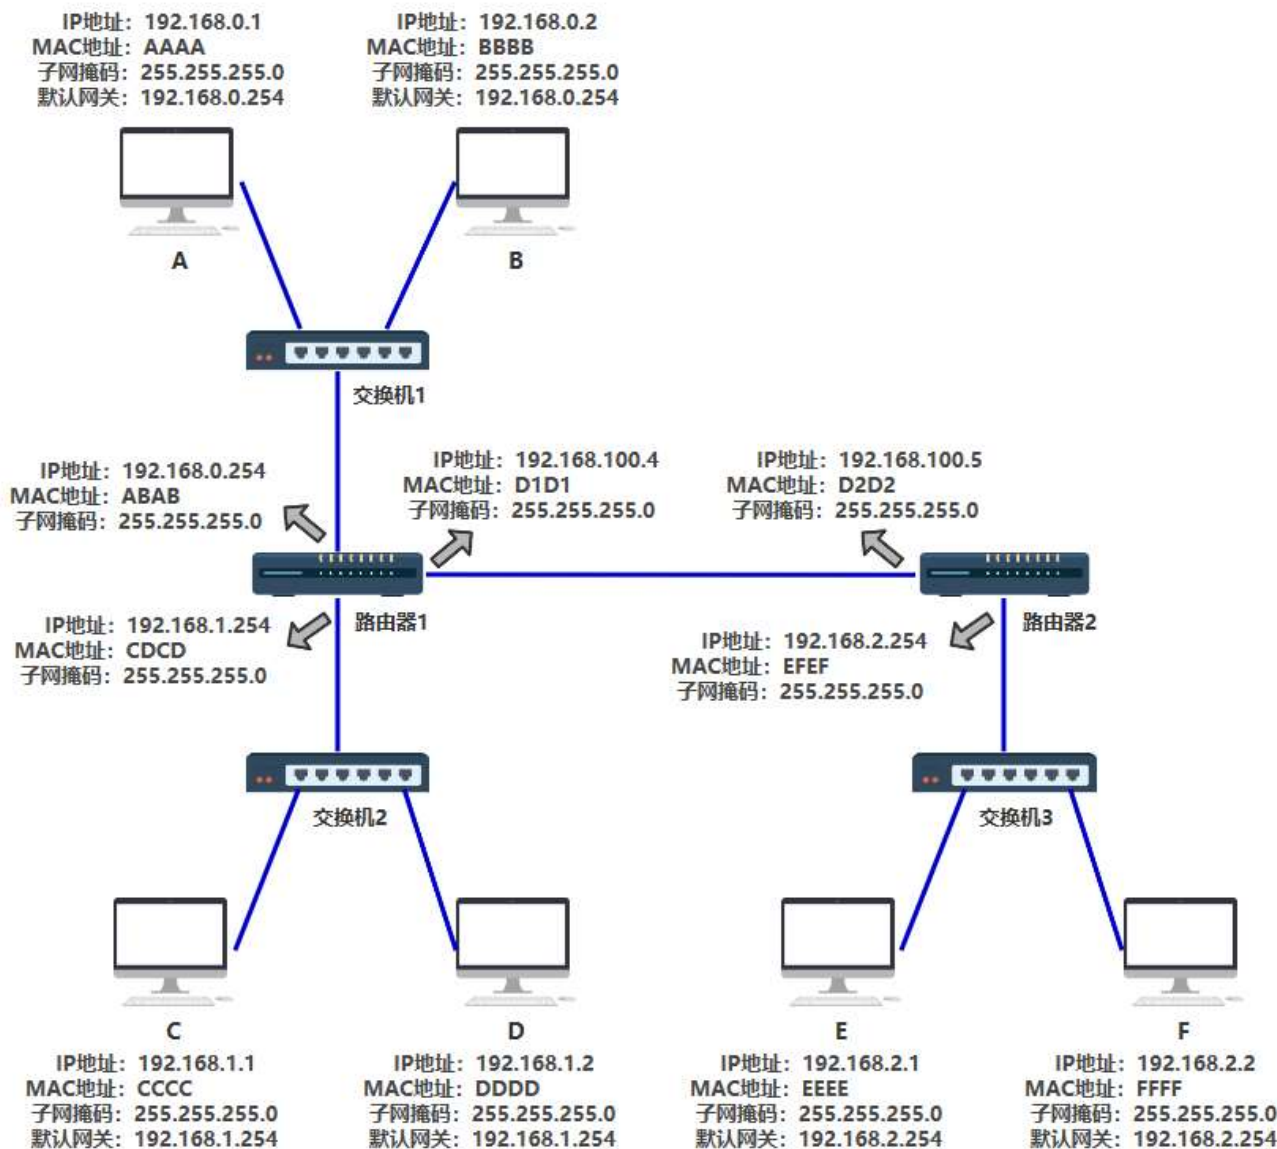 IP地址：192.168.0.1
MAC地址：AAAA
子网掩码：255.255.255.0
默认网关：192.168.0.254
IP地址：192.168.0.2
MAC地址：BBBB
子网掩码：255.255.255.0
默认网关：192.168.0.254
A
B
交换机1
IP地址：192.168.0.254
MAC地址：ABAB
子网掩码：255.255.255.0
IP地址：192.168.100.4
MAC地址：D1D1
子网掩码：255.255.255.0
IP地址：192.168.100.5
MAC地址：D2D2
子网掩码：255.255.255.0
路由器1
路由器2
IP地址：192.168.1.254
MAC地址：CDCD
子网掩码：255.255.255.0
IP地址：192.168.2.254
MAC地址：EFEF
子网掩码：255.255.255.0
交换机2
交换机3
C
IP地址：192.168.1.1
MAC地址：CCCC
子网掩码：255.255.255.0
默认网关：192.168.1.254
D
IP地址：192.168.1.2
MAC地址：DDDD
子网掩码：255.255.255.0
默认网关：192.168.1.254
E
IP地址：192.168.2.1
MAC地址：EEEE
子网掩码：255.255.255.0
默认网关：192.168.2.254
F
IP地址：192.168.2.2
MAC地址：FFFF
子网掩码：255.255.255.0
默认网关：192.168.2.254